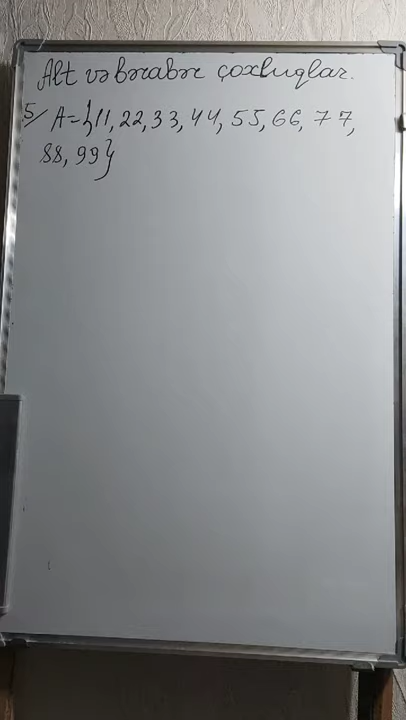 Alt və bərabər çoxluqlar.
5/ A={11, 22, 33, 44, 55, 66, 77,
88, 99}